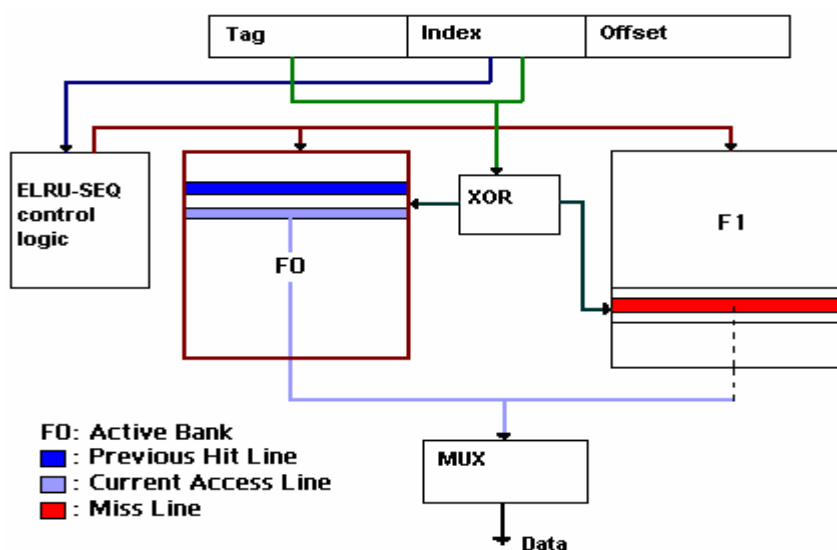 Tag Index Offset
ELRU-SEQ
control
logic
XOR
F0
F1
F0: Active Bank
: Previous Hit Line
: Current Access Line
: Miss Line
MUX
Data